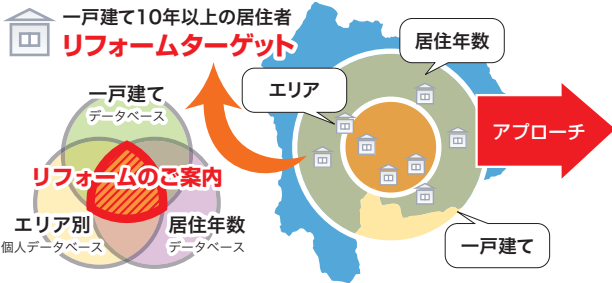 一戸建て10年以上の居住者
リフォームターゲット
一戸建て
データベース
リフォームのご案内
エリア別
個人データベース
居住年数
データベース
エリア
居住年数
一戸建て
アプローチ